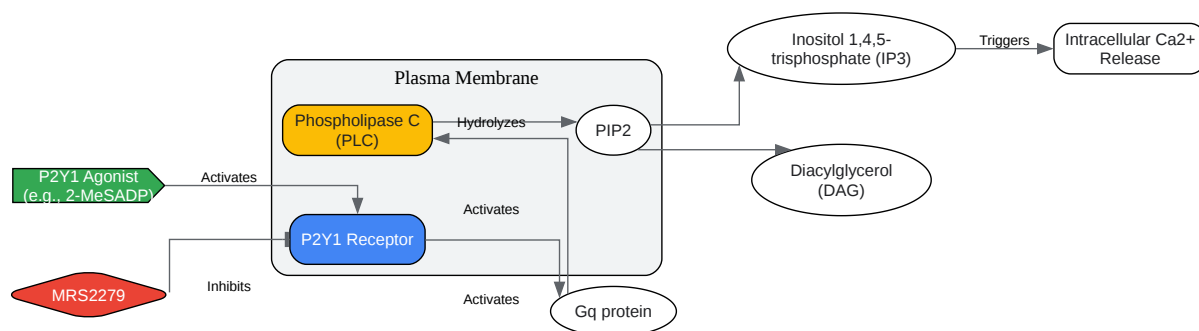 Inositol 1,4,5-
trisphosphate (IP3)
Triggers
Intracellular Ca2+
Release
Plasma Membrane
Phospholipase C
(PLC)
Hydrolyzes
PIP2
Diacylglycerol
(DAG)
P2Y1 Agonist
(e.g., 2-MeSADP)
Activates
Activates
P2Y1 Receptor
MRS2279
Inhibits
Activates
Gq protein